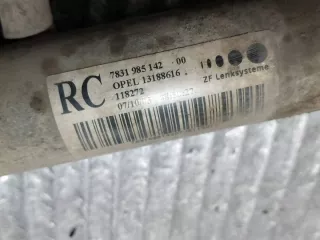 RC
7831 985 142 00
OPEL 13188616
118272
ZF Lenksysteme